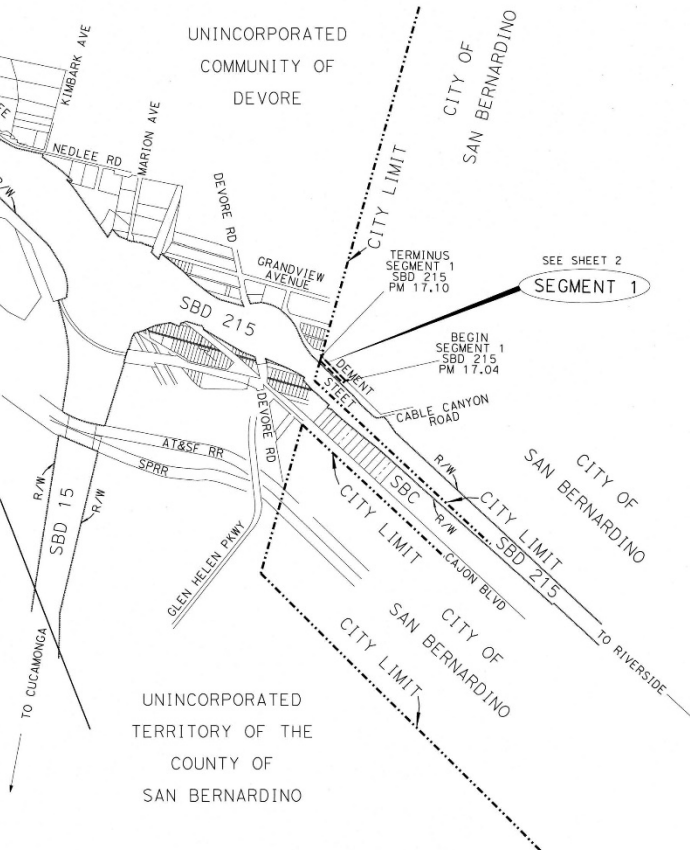 UNINCORPORATED
COMMUNITY OF
DEVORE
CITY OF
SAN BERNARDINO
KIMBARK AVE
MARION AVE
NEDLEE RD
R/W
DEVORE RD
GRANDVIEW
AVENUE
CITY LIMIT
TERMINUS
SEGMENT 1
SBD 215
PM 17.10
SEE SHEET 2
SEGMENT 1
SBD 215
BEGIN
SEGMENT 1
SBD 215
PM 17.04
DEMENT
STEET
CABLE CANYON
ROAD
DEVORE RD
AT&SF RR
SPRR
R/W
R/W
SBD 15
GLEN HELEN PKWY
SBC
R/W
R/W
CITY LIMIT
CITY OF
SAN BERNARDINO
CITY LIMIT
SBD 215
CAJON BLVD
CITY OF
SAN BERNARDINO
CITY LIMIT
TO RIVERSIDE
TO CUCAMONGA
UNINCORPORATED
TERRITORY OF THE
COUNTY OF
SAN BERNARDINO